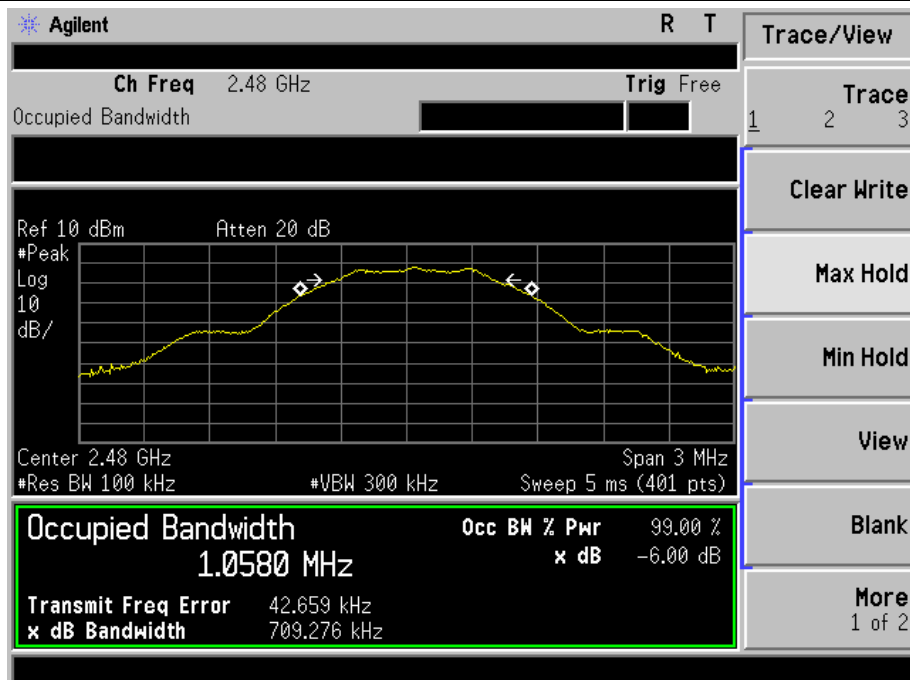 Agilent
R T
Trace/View
Ch Freq 2.48 GHz
Trig Free
Occupied Bandwidth
Trace
1 2 3
Clear Write
Ref 10 dBm
Atten 20 dB
#Peak
Log
10
dB/
Max Hold
Min Hold
View
Center 2.48 GHz
Span 3 MHz
#Res BW 100 kHz
#VBW 300 kHz
Sweep 5 ms (401 pts)
Occupied Bandwidth
1.0580 MHz
Occ BW % Pwr 99.00 %
x dB -6.00 dB
Transmit Freq Error 42.659 kHz
x dB Bandwidth 709.276 kHz
Blank
More
1 of 2